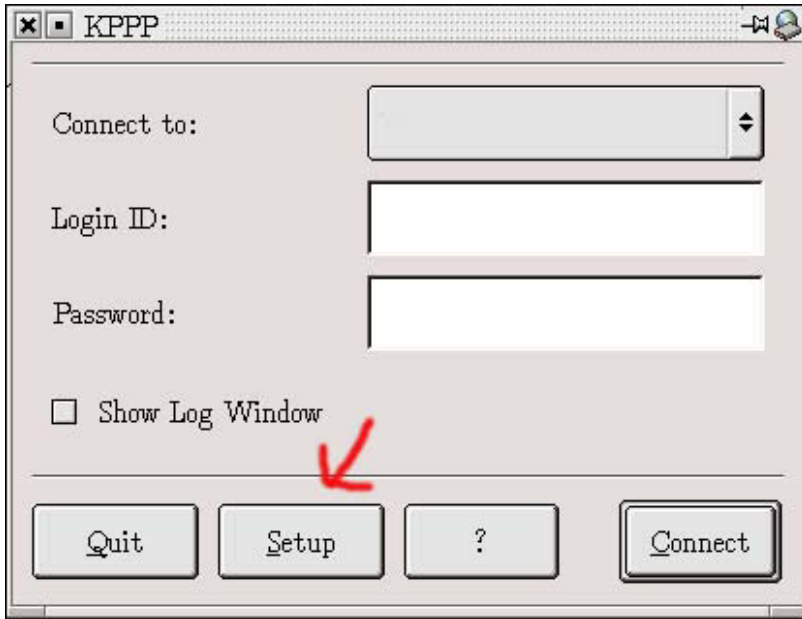 KPPP
Connect to:
Login ID:
Password:
Show Log Window
Quit Setup ? Connect